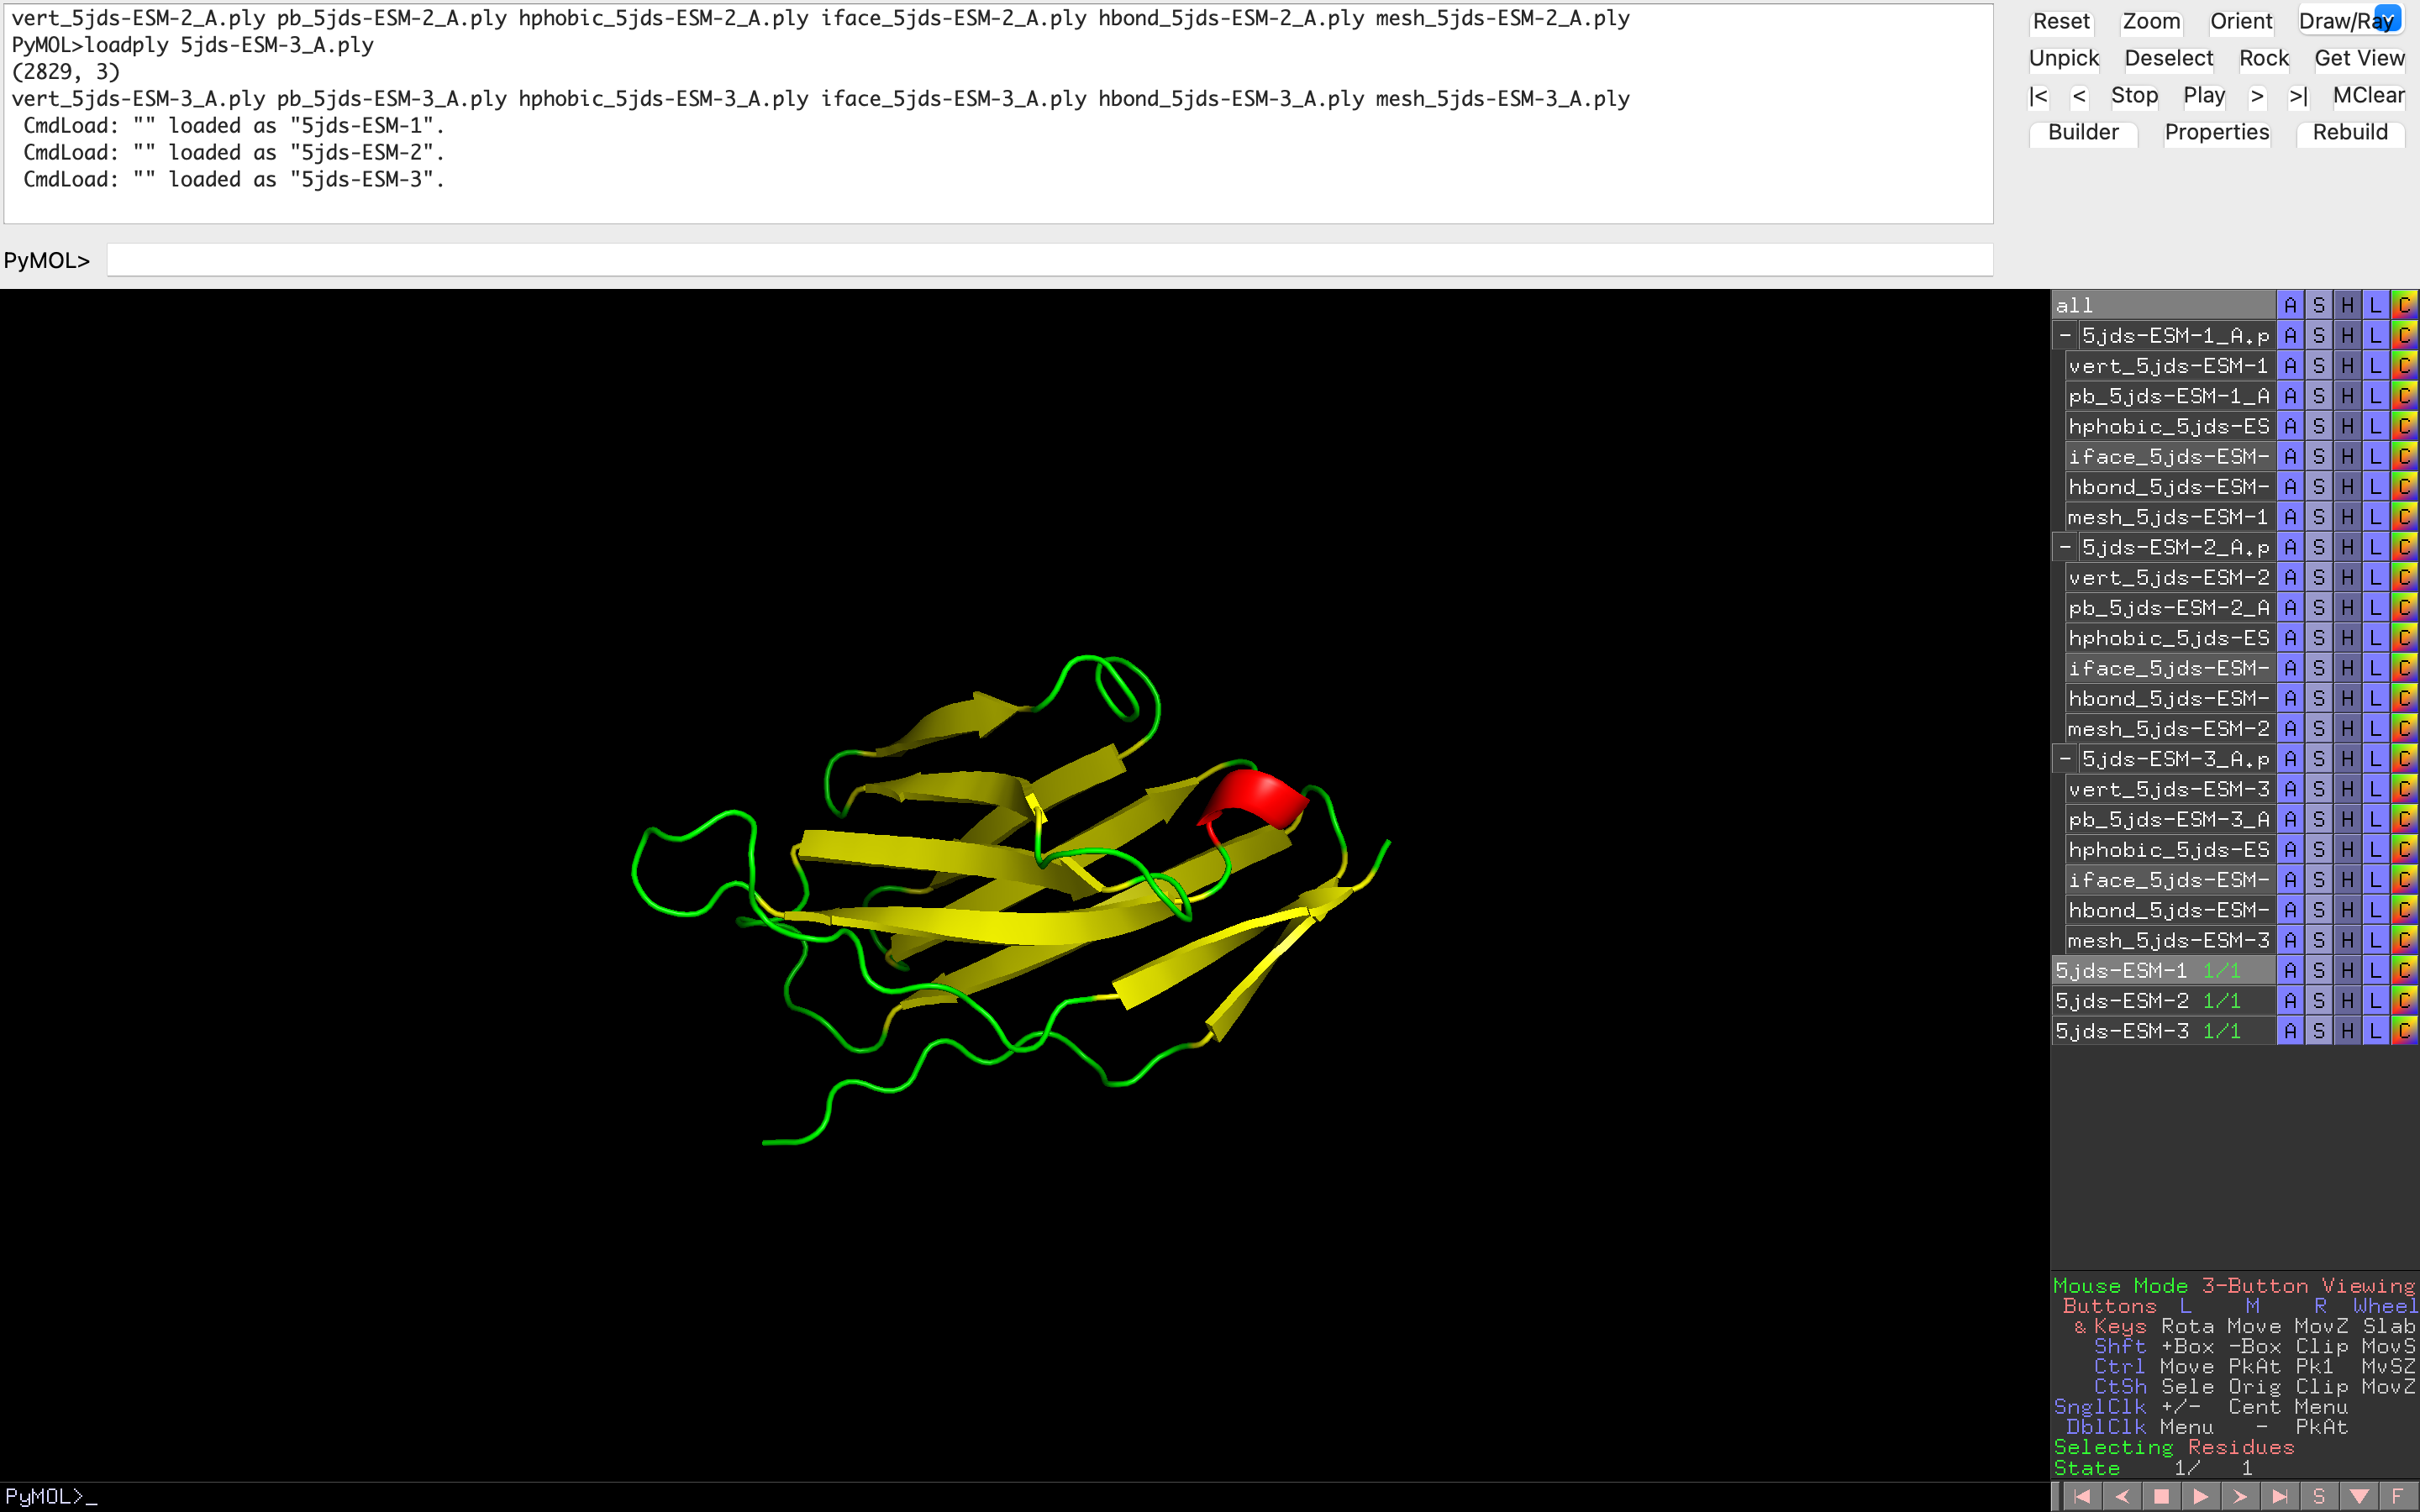 vert_5jds-ESM-2_A.ply pb_5jds-ESM-2_A.ply hphobic_5jds-ESM-2_A.ply iface_5jds-ESM-2_A.ply hbond_5jds-ESM-2_A.ply mesh_5jds-ESM-2_A.ply
PyMOL>loadply 5jds-ESM-3_A.ply
(2829, 3)
vert_5jds-ESM-3_A.ply pb_5jds-ESM-3_A.ply hphobic_5jds-ESM-3_A.ply iface_5jds-ESM-3_A.ply hbond_5jds-ESM-3_A.ply mesh_5jds-ESM-3_A.ply
CmdLoad: "" loaded as "5jds-ESM-1".
CmdLoad: "" loaded as "5jds-ESM-2".
CmdLoad: "" loaded as "5jds-ESM-3".
PyMOL>
Reset Zoom Orient Draw/Ray
Unpick Deselect Rock Get View
|< < Stop Play > >| MClear
Builder Properties Rebuild
all A S H L C
- 5jds-ESM-1_A.p A S H L C
vert_5jds-ESM-1 A S H L C
pb_5jds-ESM-1_A A S H L C
hphobic_5jds-ES A S H L C
iface_5jds-ESM- A S H L C
hbond_5jds-ESM- A S H L C
mesh_5jds-ESM-1 A S H L C
- 5jds-ESM-2_A.p A S H L C
vert_5jds-ESM-2 A S H L C
pb_5jds-ESM-2_A A S H L C
hphobic_5jds-ES A S H L C
iface_5jds-ESM- A S H L C
hbond_5jds-ESM- A S H L C
mesh_5jds-ESM-2 A S H L C
- 5jds-ESM-3_A.p A S H L C
vert_5jds-ESM-3 A S H L C
pb_5jds-ESM-3_A A S H L C
hphobic_5jds-ES A S H L C
iface_5jds-ESM- A S H L C
hbond_5jds-ESM- A S H L C
mesh_5jds-ESM-3 A S H L C
5jds-ESM-1 1/1 A S H L C
5jds-ESM-2 1/1 A S H L C
5jds-ESM-3 1/1 A S H L C
Mouse Mode 3-Button Viewing
Buttons L M R Wheel
& Keys Rota Move MovZ Slab
Shft +Box -Box Clip MovS
Ctrl Move PkAt Pk1 MvSZ
CtSh Sele Orig Clip MovZ
SnglClk +/- Cent Menu
DblClk Menu - PkAt
Selecting Residues
State 1/ 1
PyMOL>_
S F